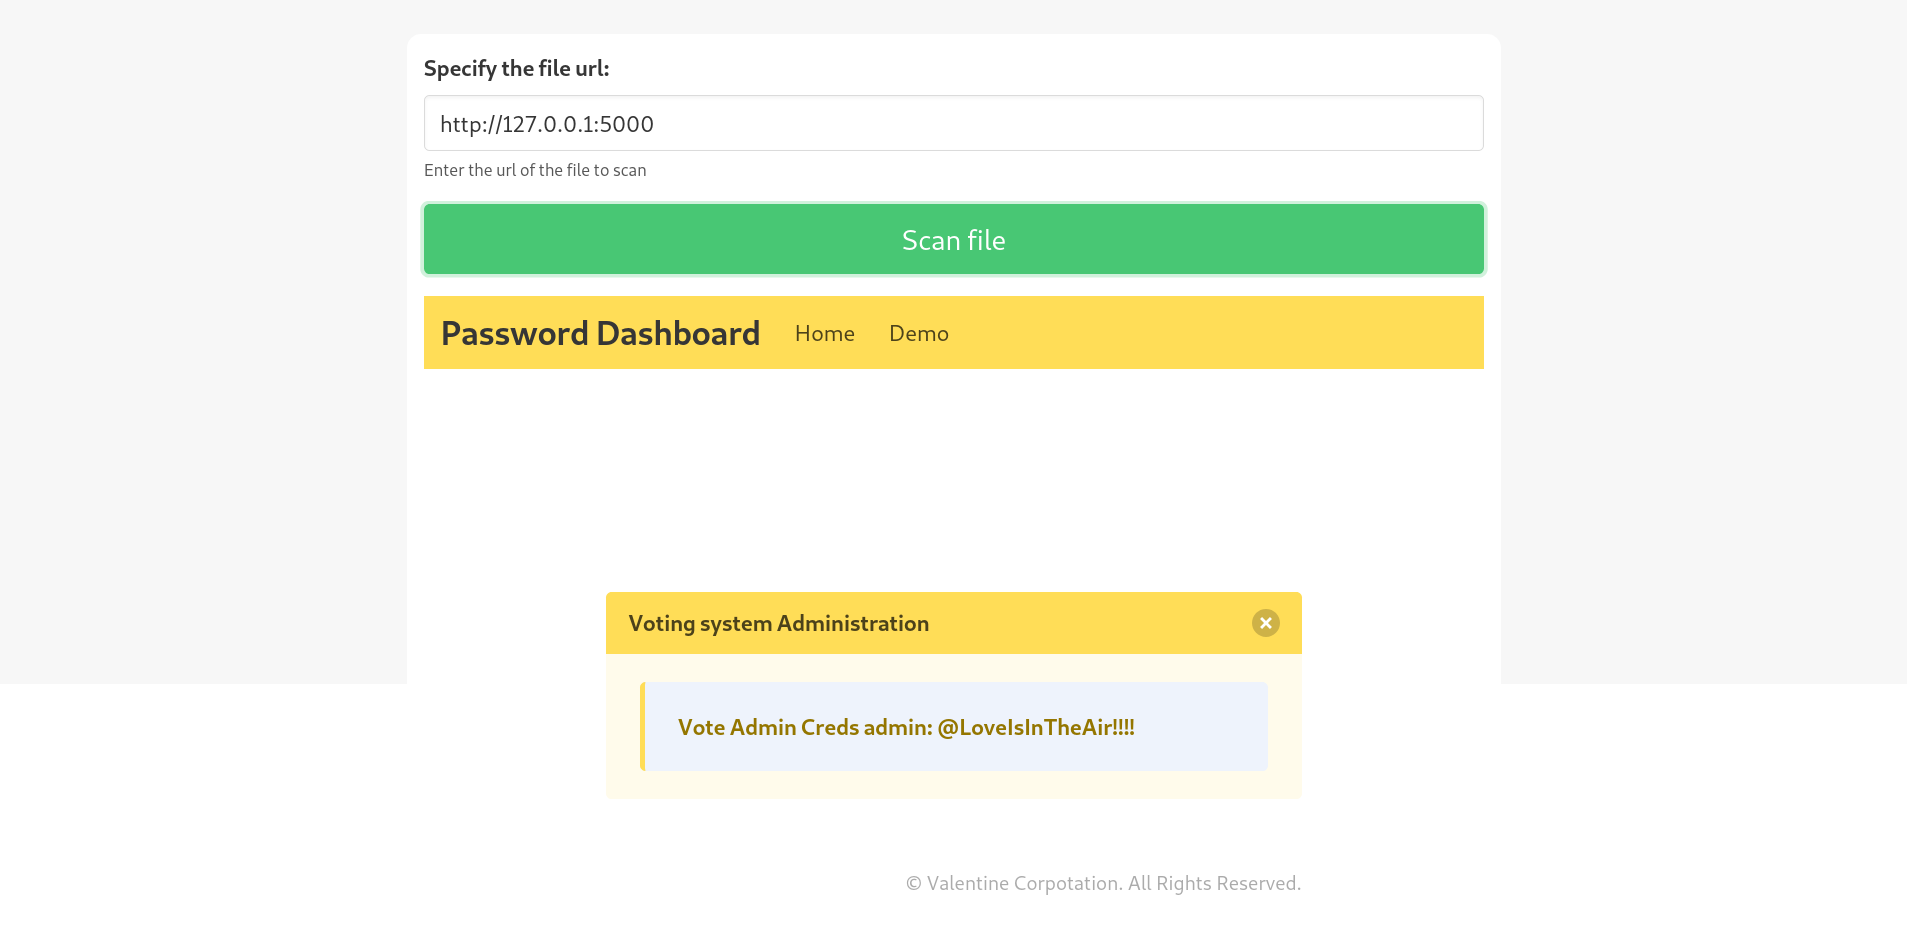 Specify the file url:
http://127.0.0.1:5000
Enter the url of the file to scan
Scan file
Password Dashboard Home Demo
Voting system Administration
Vote Admin Creds admin: @LoveIsInTheAir!!!!
© Valentine Corpotation. All Rights Reserved.